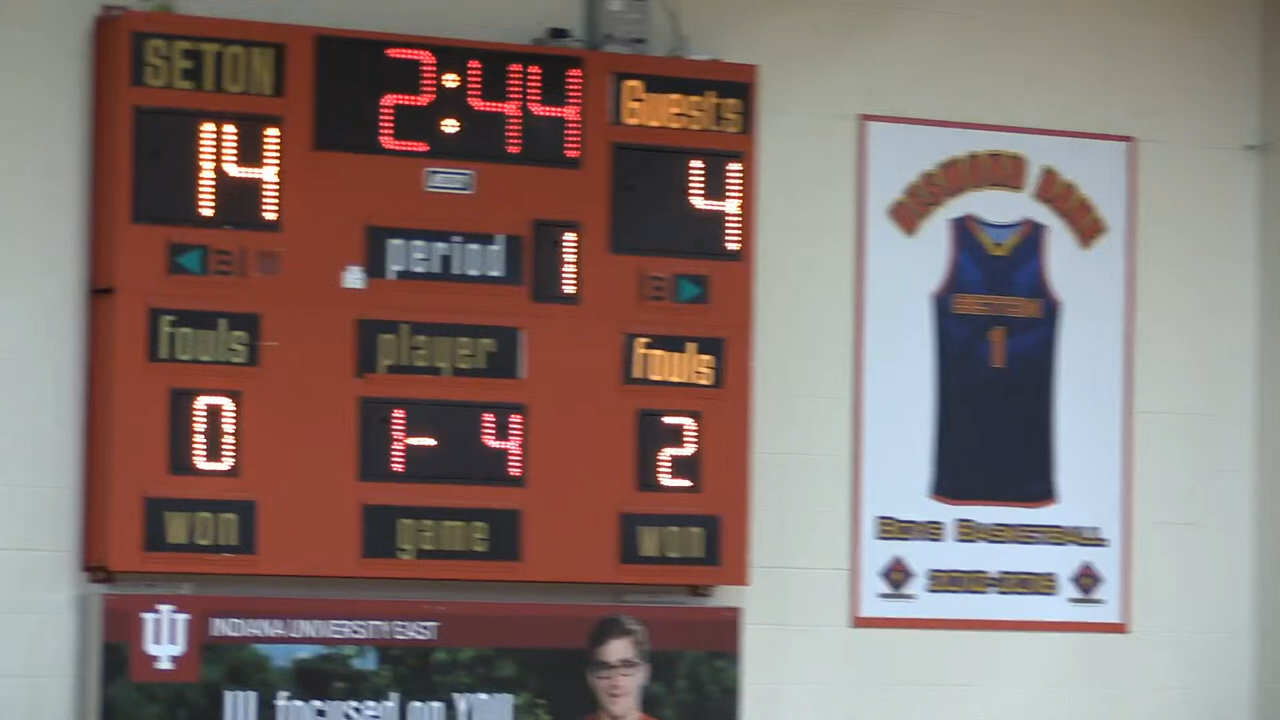 SETON
2:44
Guests
14
4
period
1
fouls
player
fouls
0
4
2
won
game
won
1
BOYS BASKETBALL
IU
INDIANA UNIVERSITY EAST
IU, focused on YOU